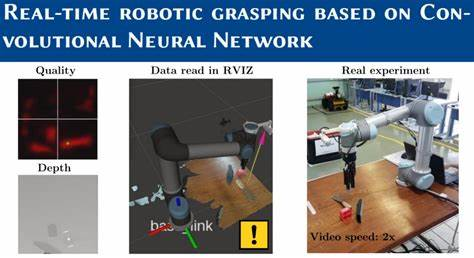 Real-time robotic grasping based on Con-
volutional Neural Network
Quality
Data read in RVIZ
Real experiment
Depth
base_link
!
Video speed: 2x